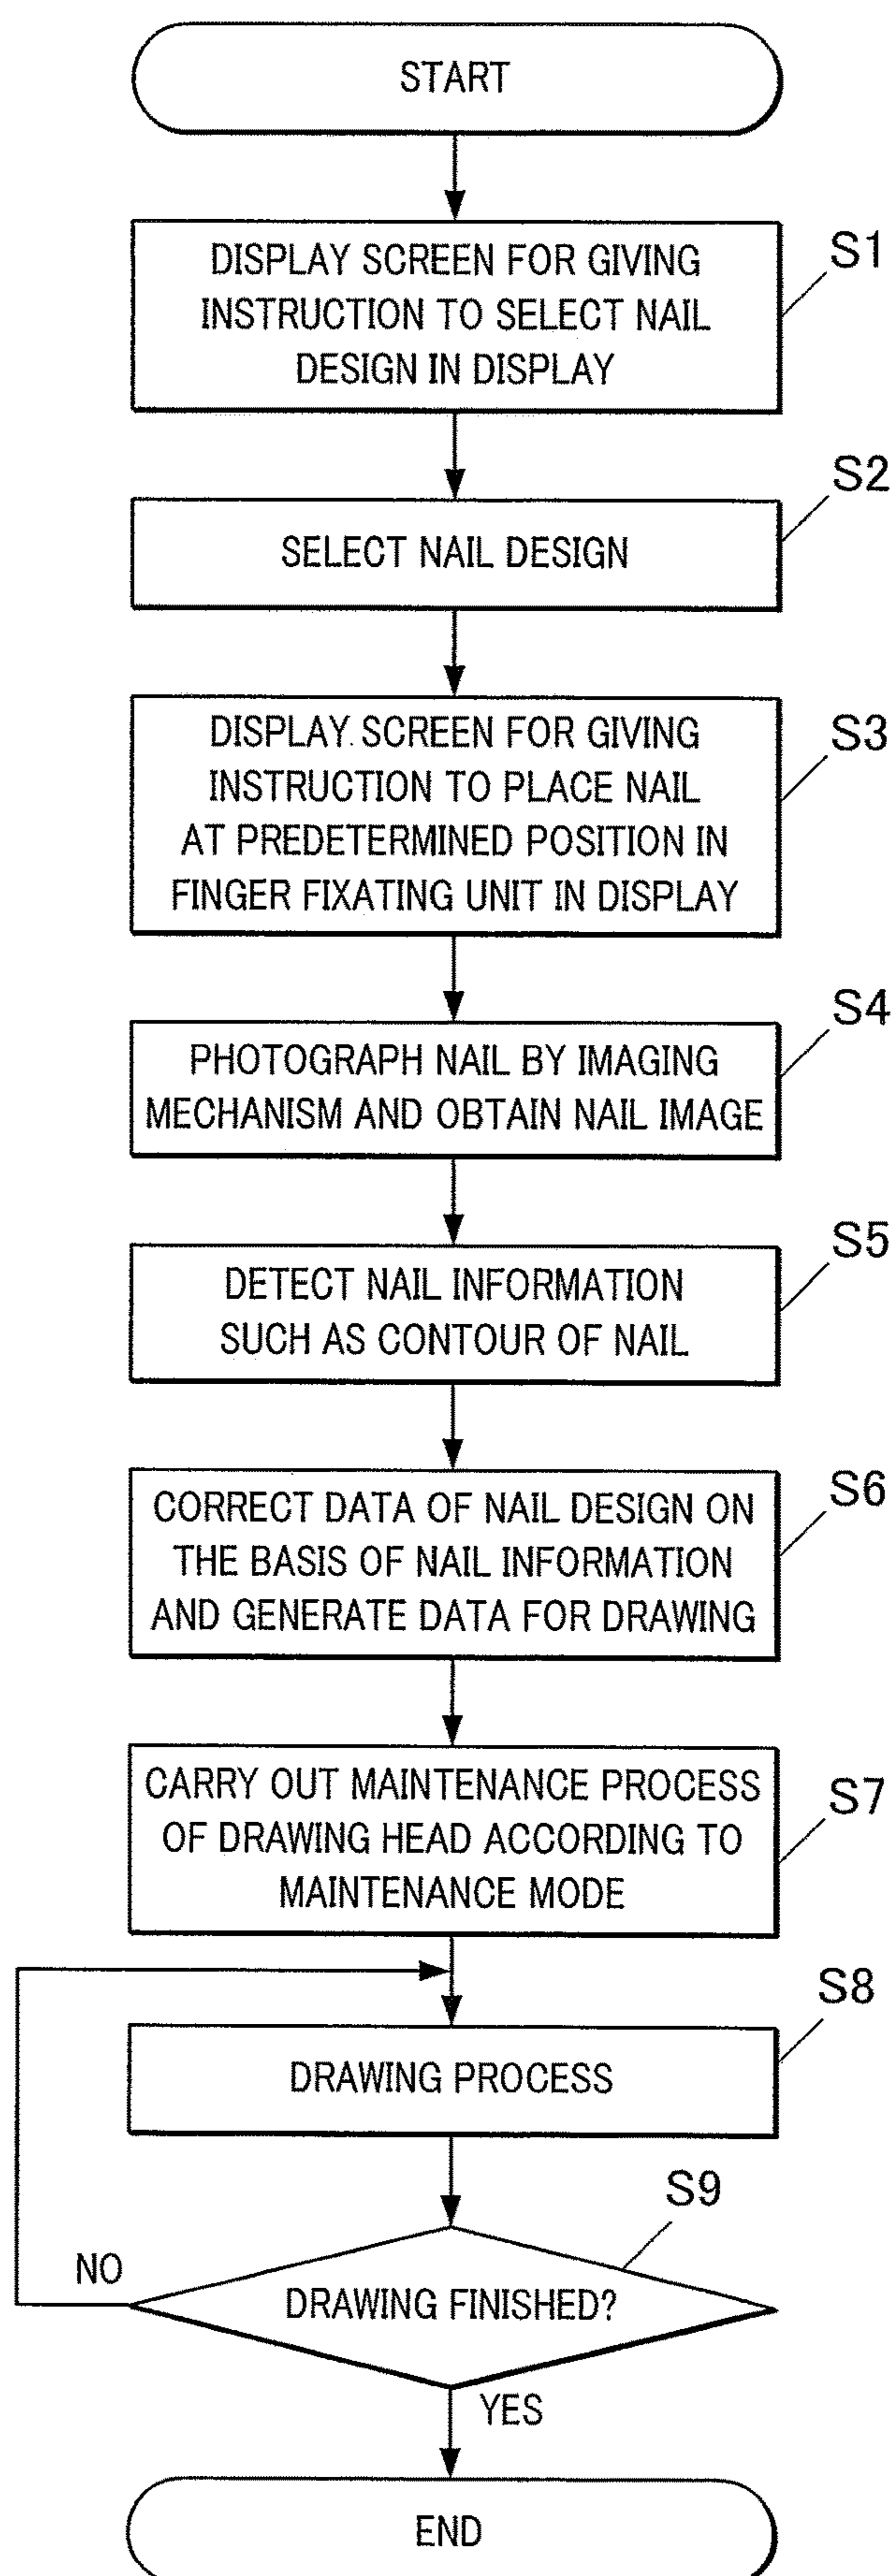 START
S1
DISPLAY SCREEN FOR GIVING
INSTRUCTION TO SELECT NAIL
DESIGN IN DISPLAY
S2
SELECT NAIL DESIGN
S3
DISPLAY SCREEN FOR GIVING
INSTRUCTION TO PLACE NAIL
AT PREDETERMINED POSITION IN
FINGER FIXATING UNIT IN DISPLAY
S4
PHOTOGRAPH NAIL BY IMAGING
MECHANISM AND OBTAIN NAIL IMAGE
S5
DETECT NAIL INFORMATION
SUCH AS CONTOUR OF NAIL
S6
CORRECT DATA OF NAIL DESIGN ON
THE BASIS OF NAIL INFORMATION
AND GENERATE DATA FOR DRAWING
S7
CARRY OUT MAINTENANCE PROCESS
OF DRAWING HEAD ACCORDING TO
MAINTENANCE MODE
S8
DRAWING PROCESS
S9
NO
DRAWING FINISHED?
YES
END